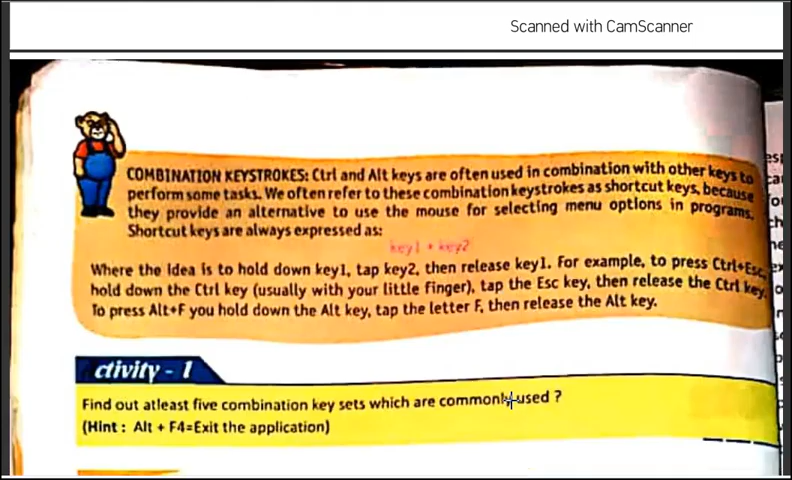 Scanned with CamScanner
COMBINATION KEYSTROKES: Ctrl and Alt keys are often used in combination with other keys to
perform some tasks. We often refer to these combination keystrokes as shortcut keys, because
they provide an alternative to use the mouse for selecting menu options in programs.
Shortcut keys are always expressed as:
key1 + key2
Where the idea is to hold down key1, tap key2, then release key1. For example, to press Ctrl+Esc,
hold down the Ctrl key (usually with your little finger), tap the Esc key, then release the Ctrl key.
To press Alt+F you hold down the Alt key, tap the letter F, then release the Alt key.
ctivity - 1
Find out atleast five combination key sets which are commonly used ?
(Hint : Alt + F4=Exit the application)